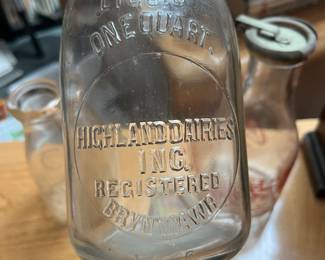 ONE QUART.
HIGHLAND DAIRIES
INC.
REGISTERED